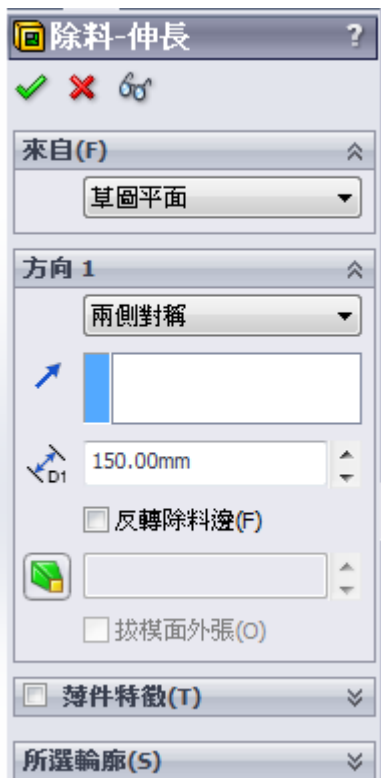 除料-伸長 ?
來自(F)
草圖平面
方向 1
兩側對稱
D1 150.00mm
反轉除料邊(F)
拔模面外張(O)
薄件特徵(T)
所選輪廓(S)